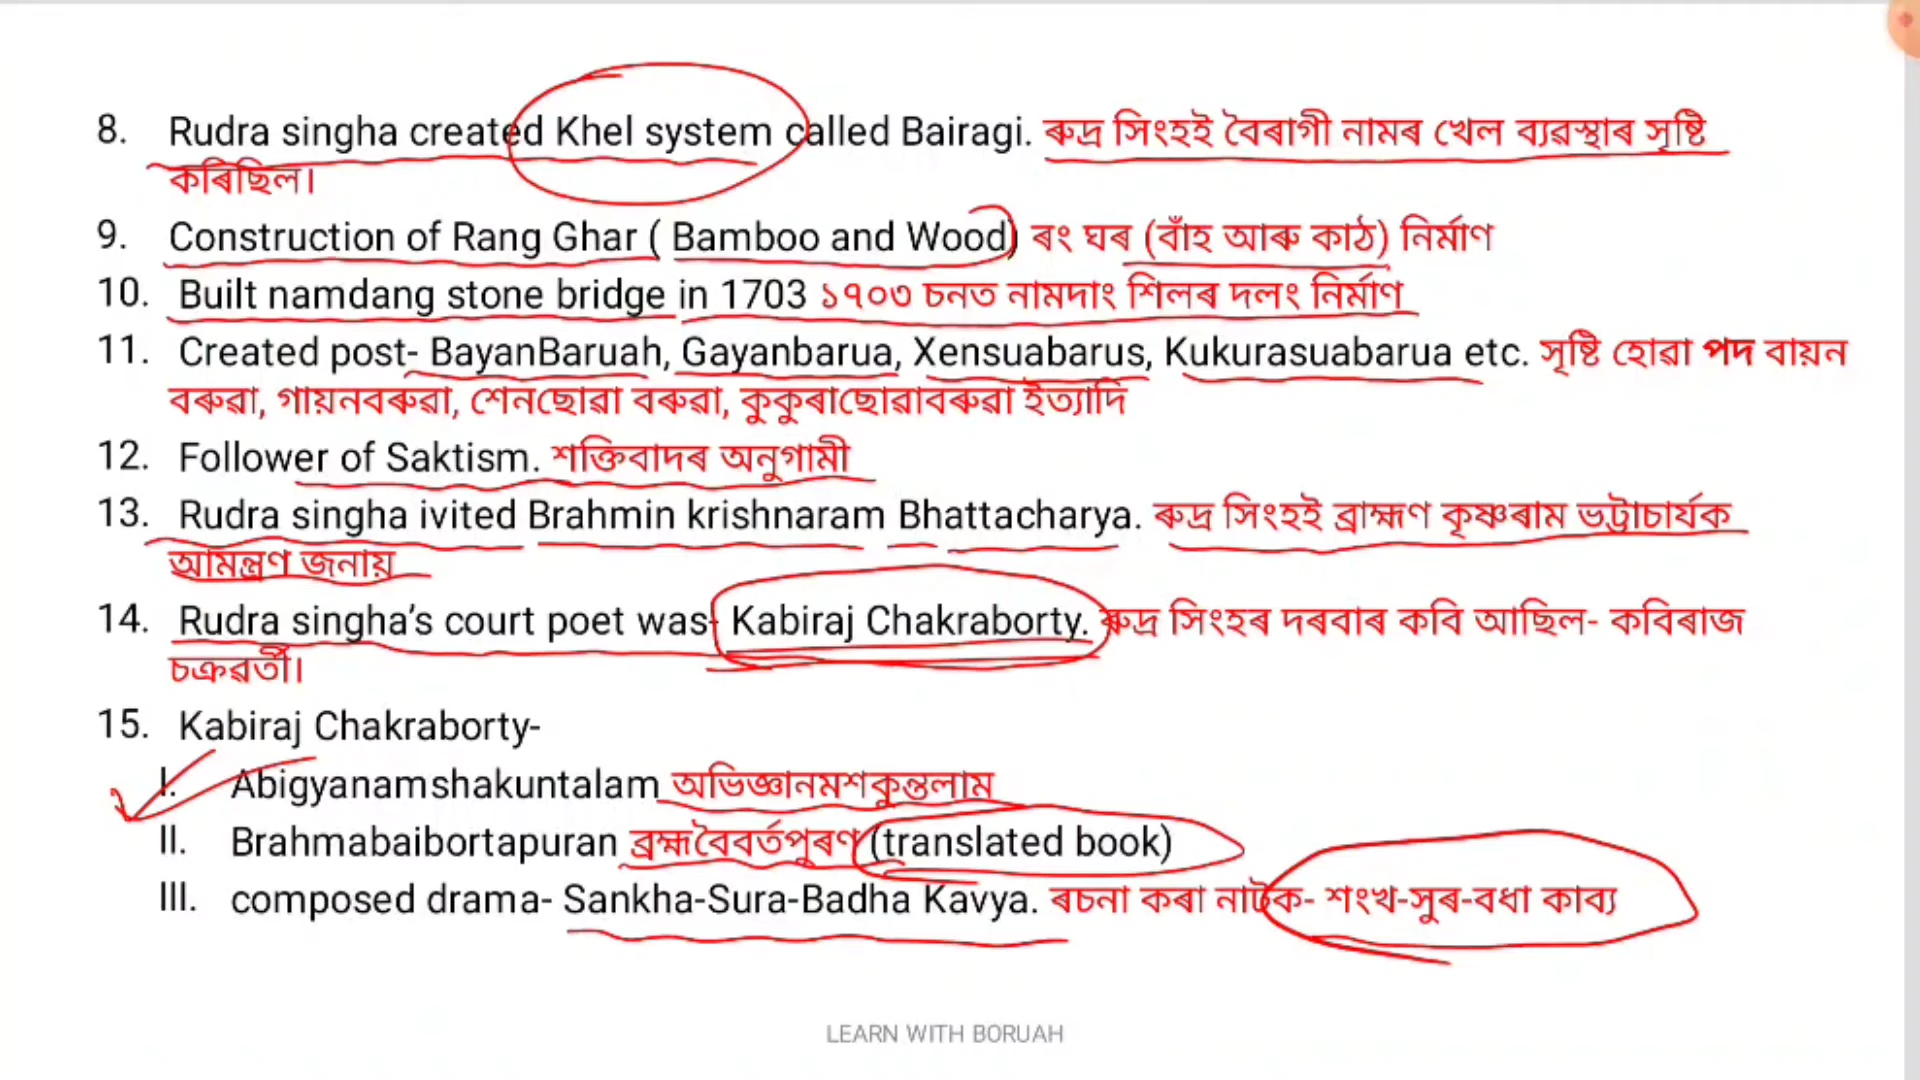 8. Rudra singha created Khel system called Bairagi. ৰুদ্ৰ সিংহই বৈৰাগী নামৰ খেল ব্যৱস্থাৰ সৃষ্টি
কৰিছিল।
9. Construction of Rang Ghar ( Bamboo and Wood) ৰং ঘৰ (বাঁহ আৰু কাঠ) নিৰ্মাণ
10. Built namdang stone bridge in 1703 ১৭০৩ চনত নামদাং শিলৰ দলং নিৰ্মাণ
11. Created post- BayanBaruah, Gayanbarua, Xensuabarus, Kukurasuabarua etc. সৃষ্টি হোৱা পদ বায়ন
বৰুৱা, গায়নবৰুৱা, শেনছোৱা বৰুৱা, কুকুৰাছোৱাবৰুৱা ইত্যাদি
12. Follower of Saktism. শক্তিবাদৰ অনুগামী
13. Rudra singha ivited Brahmin krishnaram Bhattacharya. ৰুদ্ৰ সিংহই ব্ৰাহ্মণ কৃষ্ণৰাম ভট্টাচাৰ্যক
আমন্ত্ৰণ জনায়
14. Rudra singha’s court poet was- Kabiraj Chakraborty. ৰুদ্ৰ সিংহৰ দৰবাৰ কবি আছিল- কবিৰাজ
চক্ৰৱৰ্তী।
15. Kabiraj Chakraborty-
I. Abigyanamshakuntalam অভিজ্ঞানমশকুন্তলাম
II. Brahmabaibortapuran ব্ৰহ্মবৈবৰ্তপুৰণ (translated book)
III. composed drama- Sankha-Sura-Badha Kavya. ৰচনা কৰা নাটক- শংখ-সুৰ-বধা কাব্য
LEARN WITH BORUAH